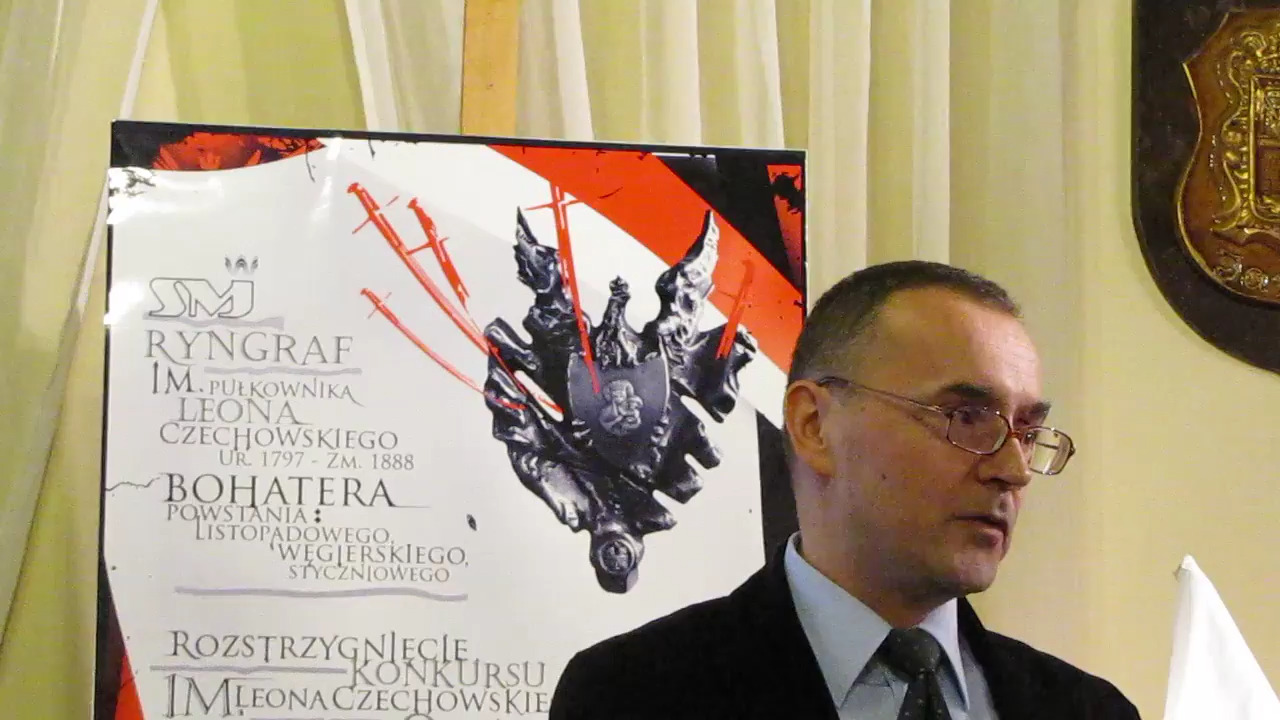 SMJ
RYNGRAF
IM. PUŁKOWNIKA
LEONA
CZECHOWSKIEGO
UR. 1797 - ZM. 1888
BOHATERA
POWSTANIA:
LISTOPADOWEGO,
WĘGIERSKIEGO,
STYCZNIOWEGO
ROZSTRZYGNIĘCIE
KONKURSU
IM. LEONA CZECHOWSKIE